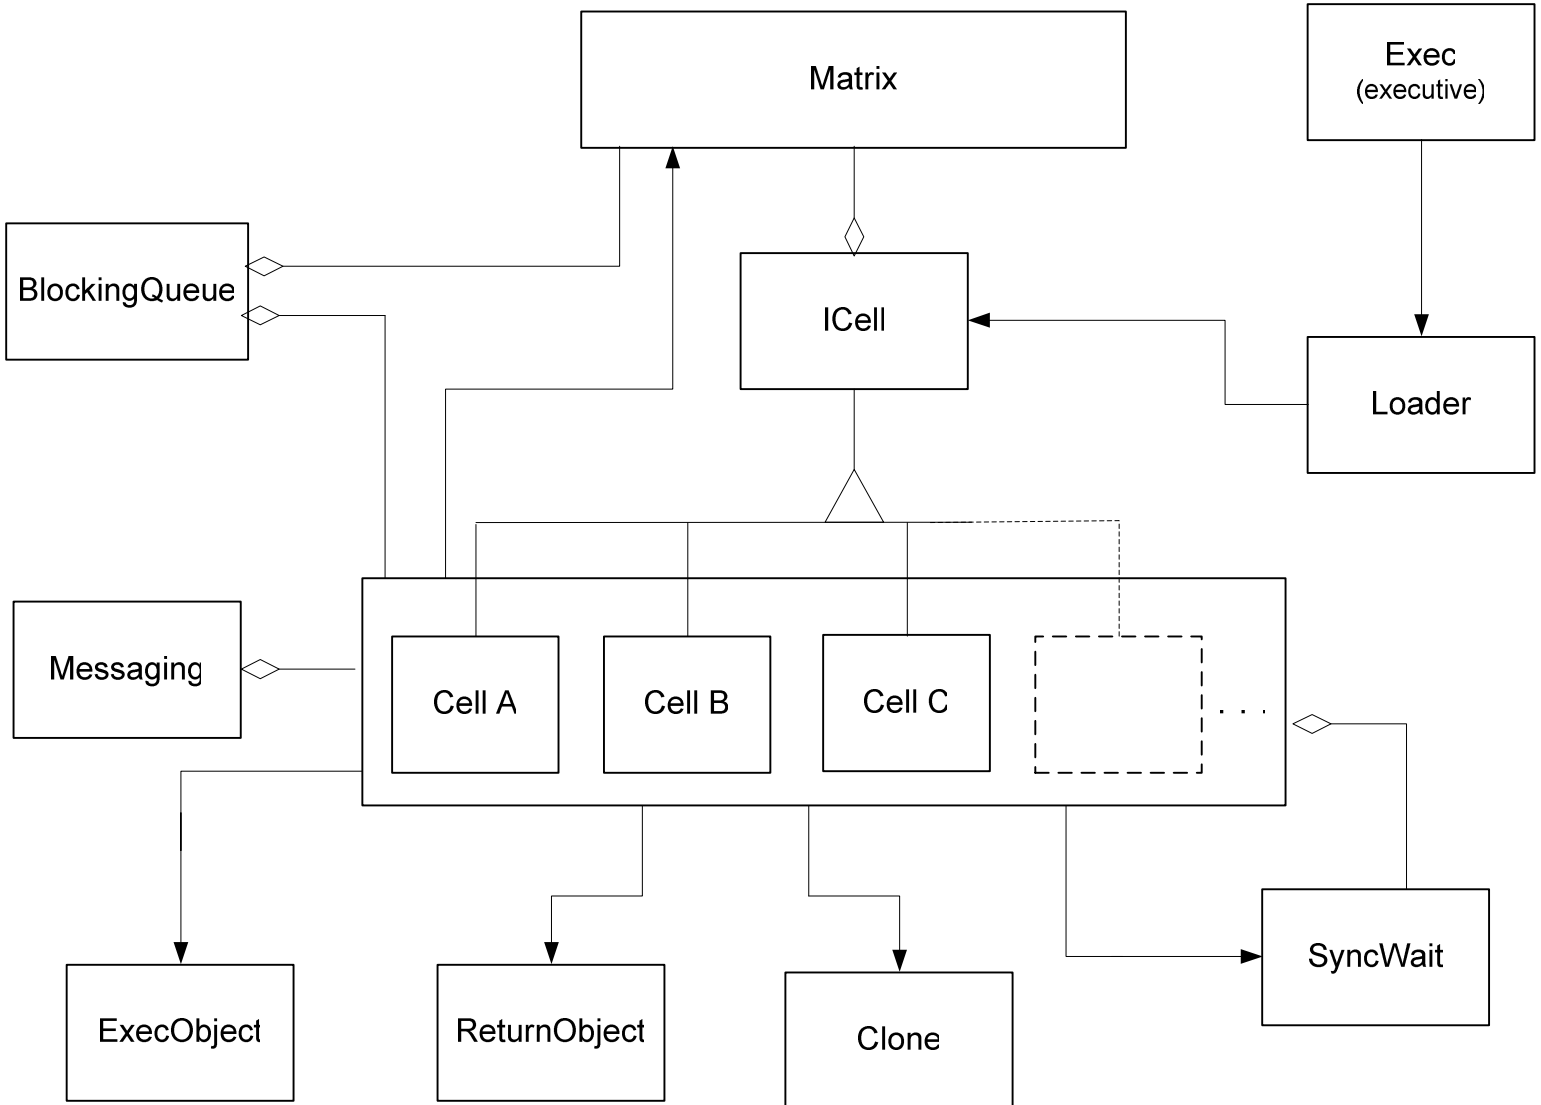 Matrix
Exec
(executive)
BlockingQueue
ICell
Loader
Messaging
Cell A
Cell B
Cell C
. . .
SyncWait
ExecObject
ReturnObject
Clone